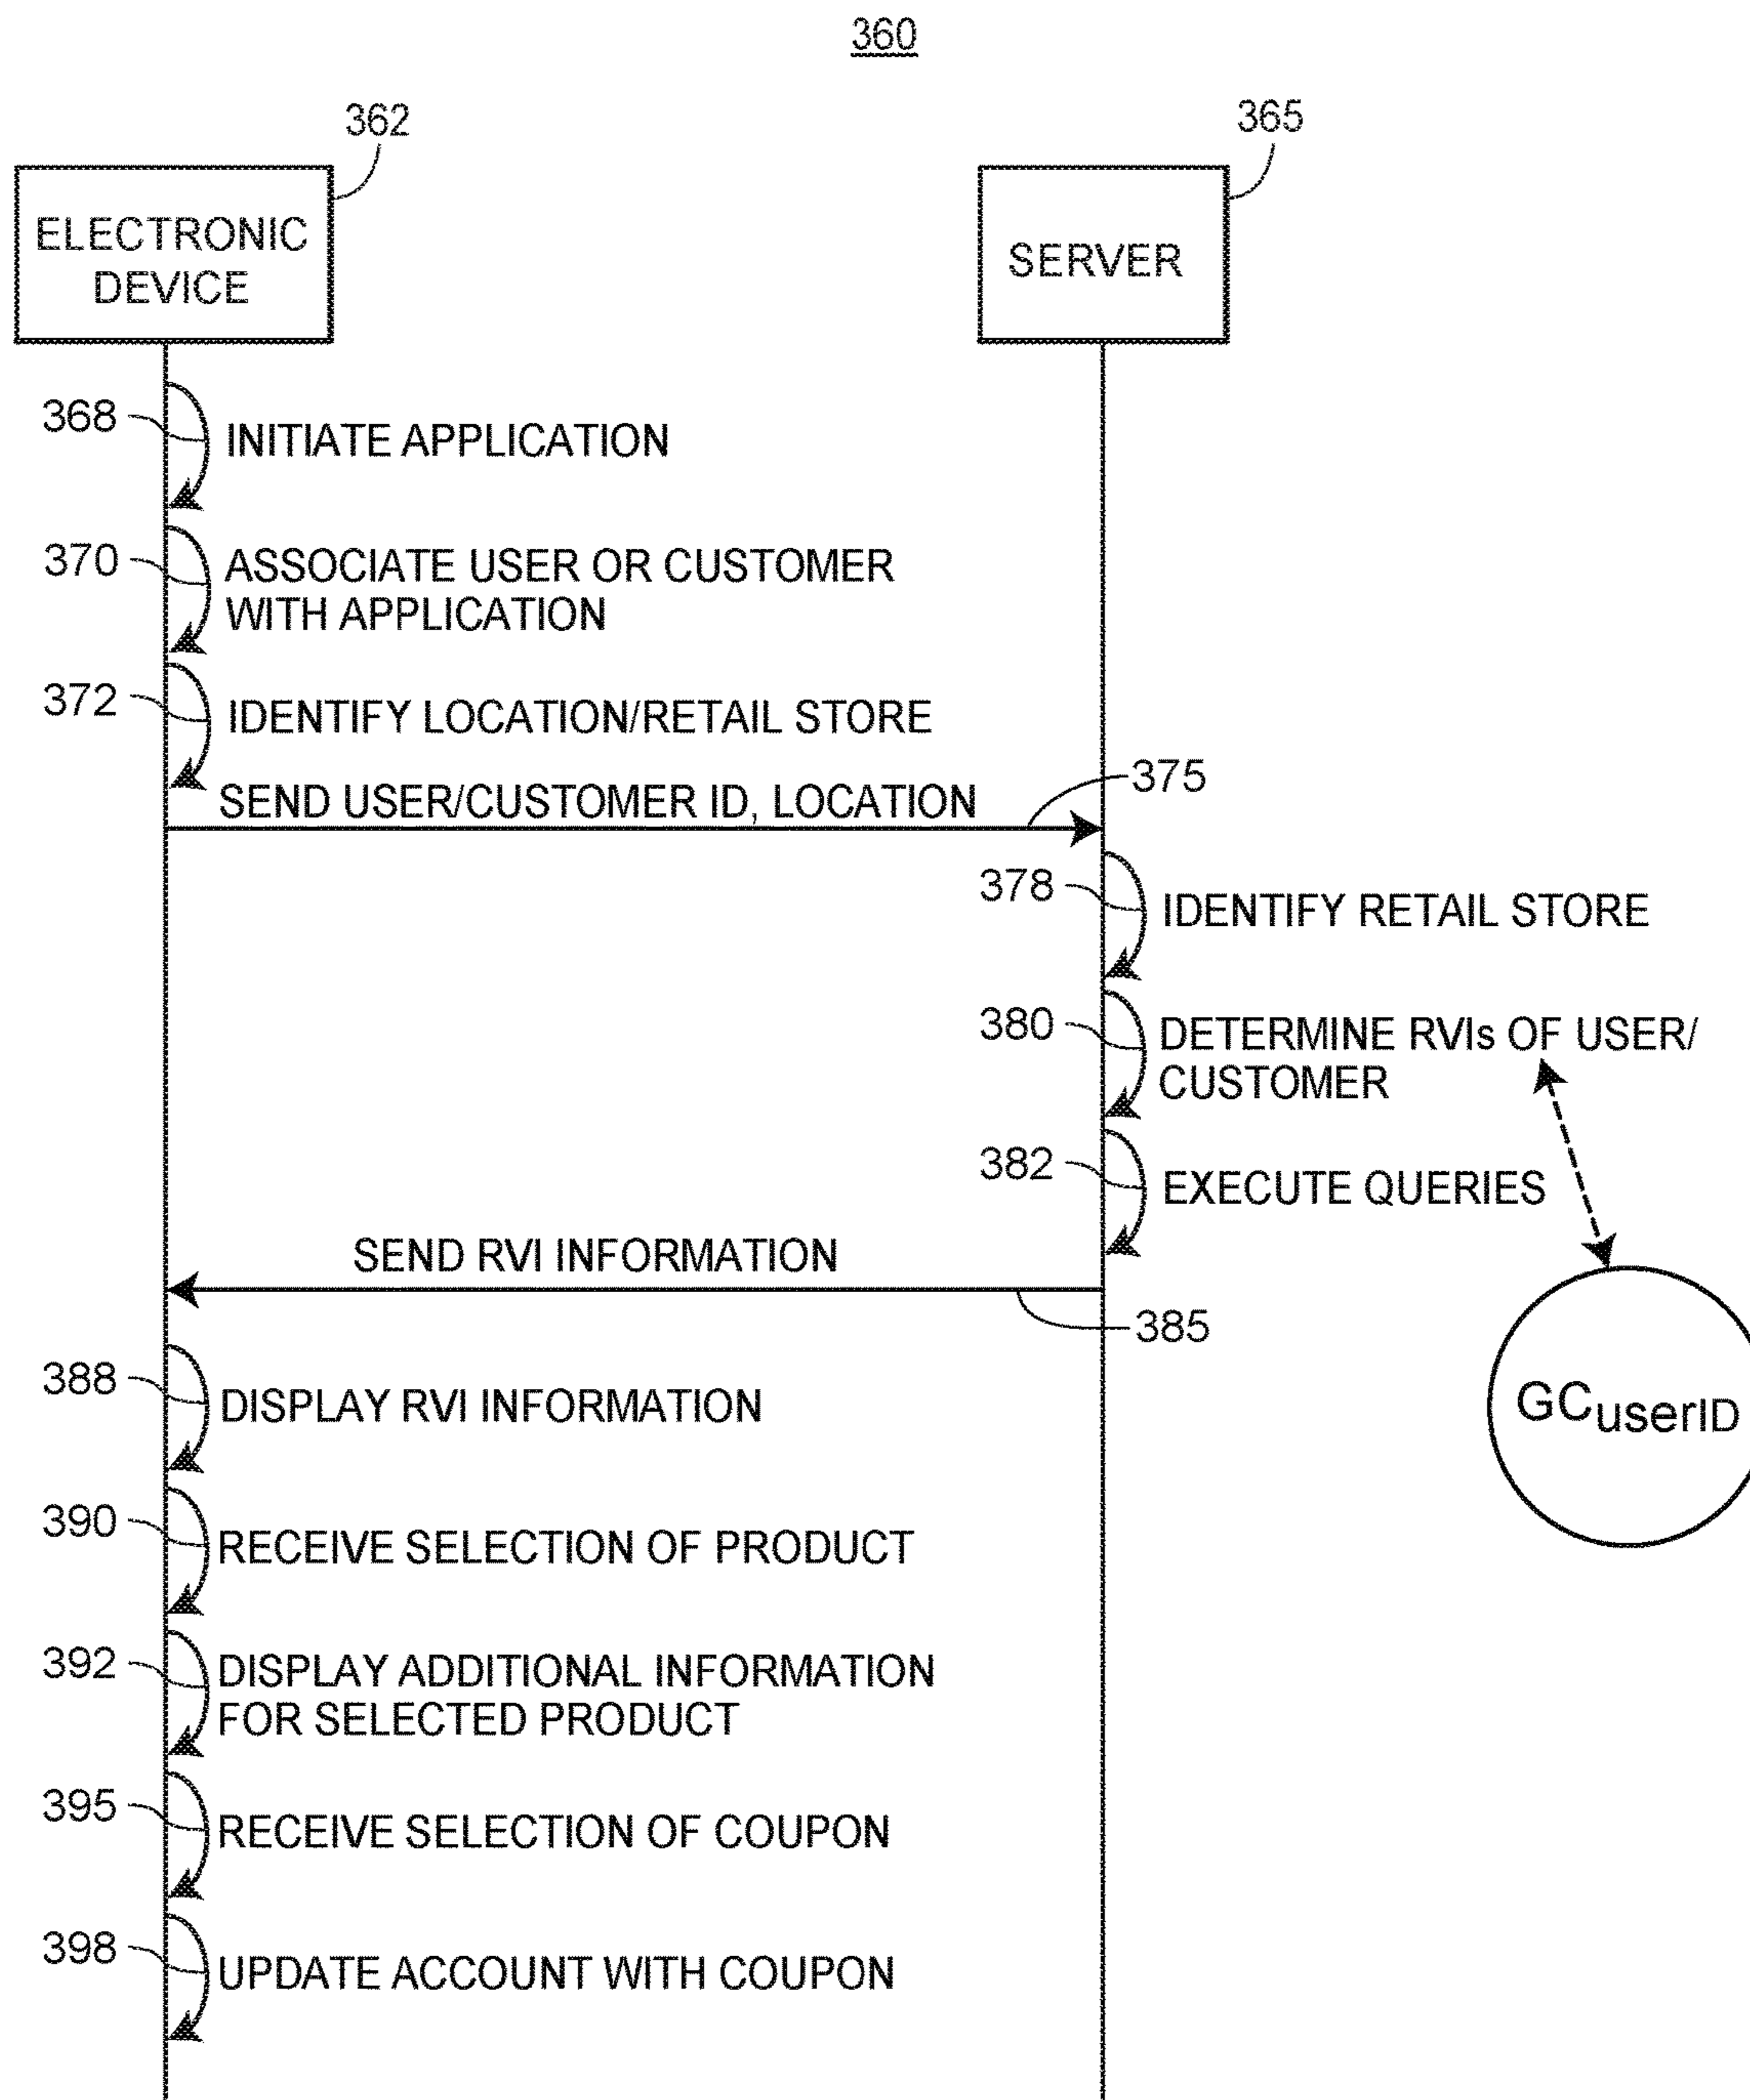 360
362
365
ELECTRONIC
DEVICE
SERVER
368
INITIATE APPLICATION
370
ASSOCIATE USER OR CUSTOMER
WITH APPLICATION
372
IDENTIFY LOCATION/RETAIL STORE
SEND USER/CUSTOMER ID, LOCATION
375
378
IDENTIFY RETAIL STORE
380
DETERMINE RVIs OF USER/
CUSTOMER
382
EXECUTE QUERIES
SEND RVI INFORMATION
385
388
DISPLAY RVI INFORMATION
GCuserID
390
RECEIVE SELECTION OF PRODUCT
392
DISPLAY ADDITIONAL INFORMATION
FOR SELECTED PRODUCT
395
RECEIVE SELECTION OF COUPON
398
UPDATE ACCOUNT WITH COUPON